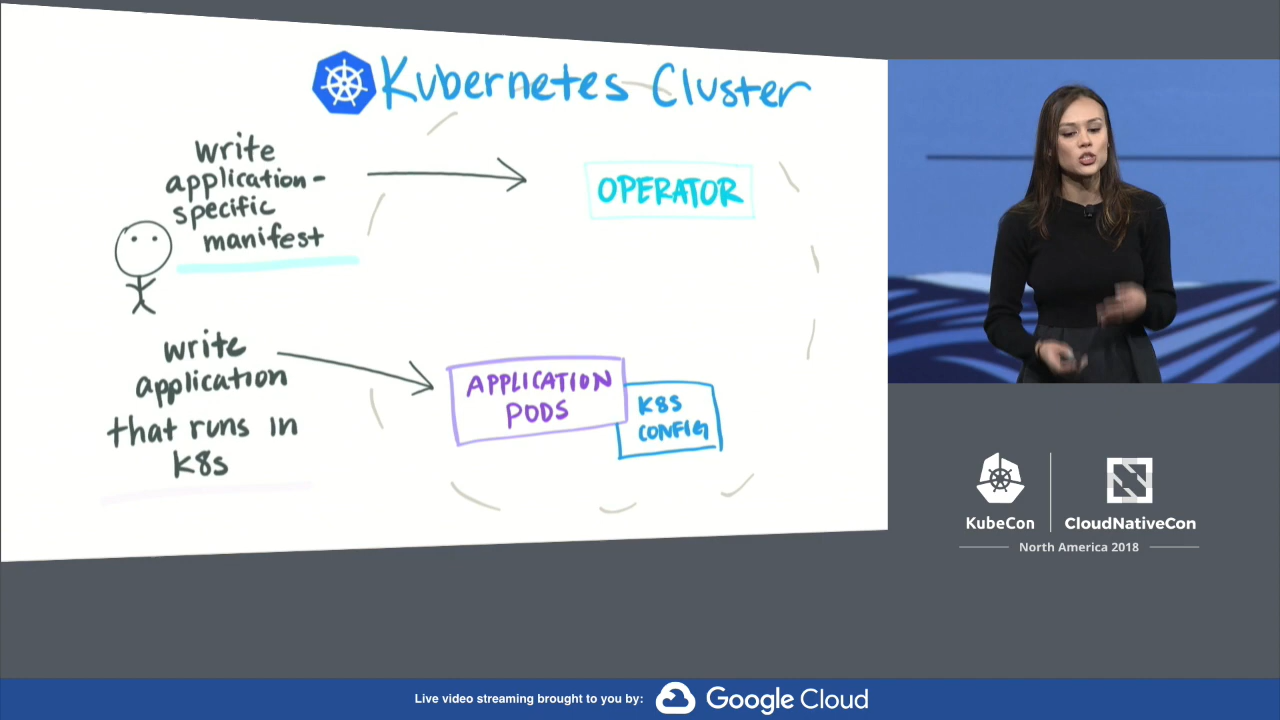 Kubernetes Cluster
write
application-
specific
manifest
OPERATOR
write
application
that runs in
k8s
APPLICATION
PODS
K8S
CONFIG
KubeCon
CloudNativeCon
North America 2018
Live video streaming brought to you by:
Google Cloud